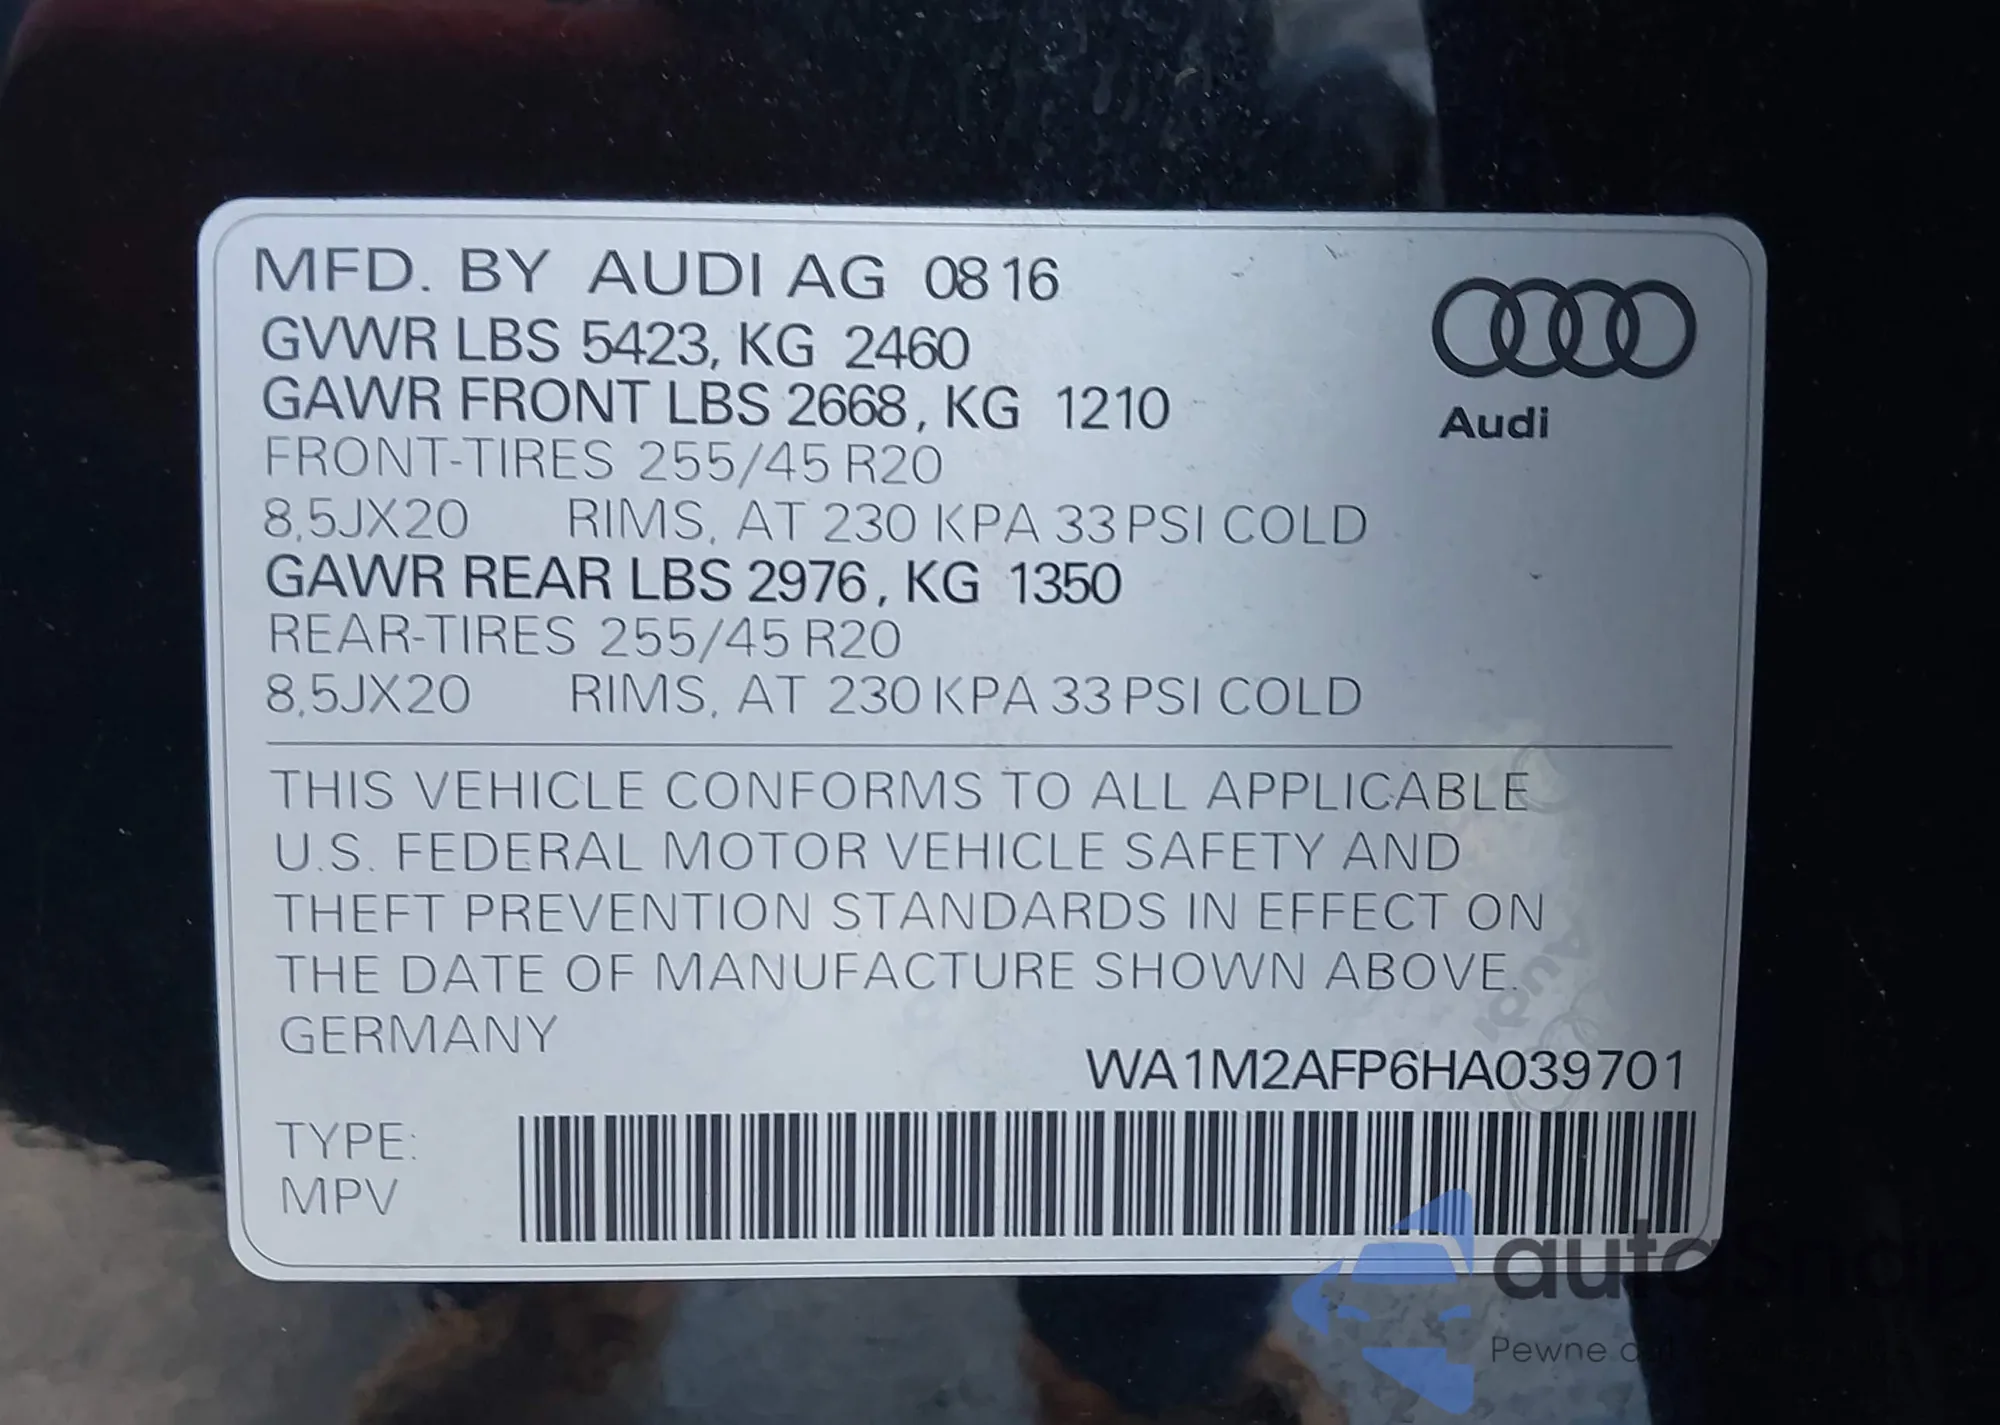 MFD. BY AUDI AG 08 16
GVWR LBS 5423, KG 2460
GAWR FRONT LBS 2668, KG 1210
FRONT-TIRES 255/45 R20
8,5JX20 RIMS, AT 230 KPA 33 PSI COLD
GAWR REAR LBS 2976, KG 1350
REAR-TIRES 255/45 R20
8,5JX20 RIMS, AT 230 KPA 33 PSI COLD
Audi
THIS VEHICLE CONFORMS TO ALL APPLICABLE
U.S. FEDERAL MOTOR VEHICLE SAFETY AND
THEFT PREVENTION STANDARDS IN EFFECT ON
THE DATE OF MANUFACTURE SHOWN ABOVE.
GERMANY
WA1M2AFP6HA039701
TYPE:
MPV
autosnap
Pewne